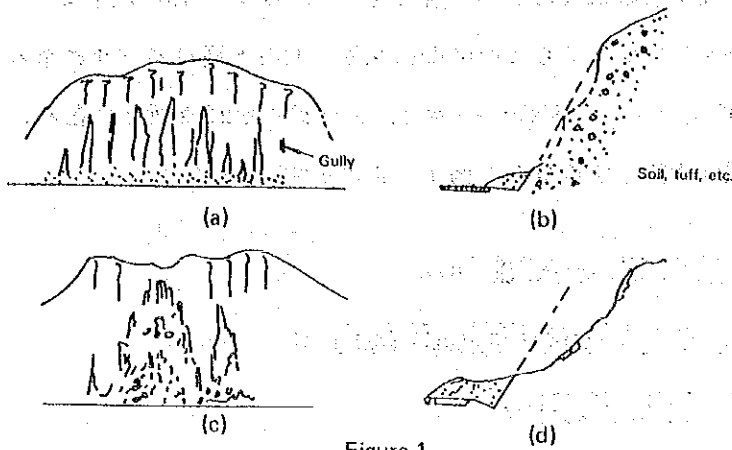 Gully
Soil, tuff, etc.
(a)
(b)
(c)
(d)
Figure 1